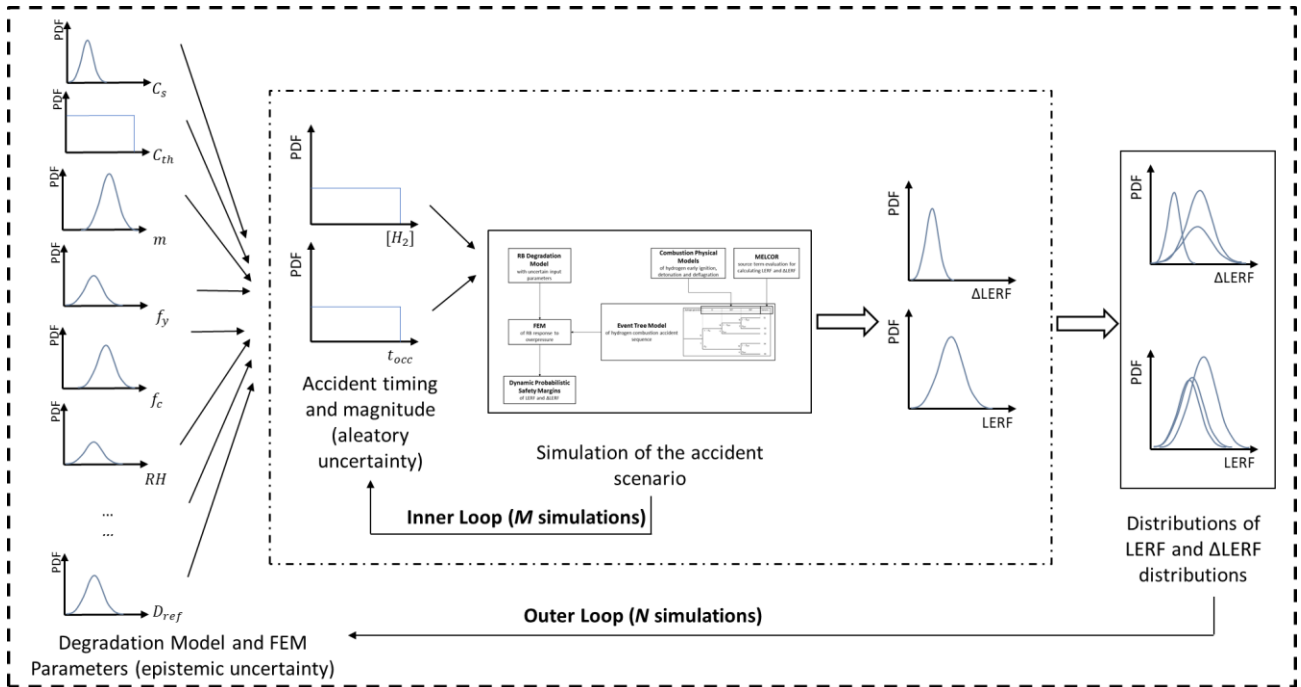 PDF
C_s
PDF
C_th
PDF
m
PDF
f_y
PDF
f_c
PDF
RH
...
...
PDF
D_ref
Degradation Model and FEM
Parameters (epistemic uncertainty)
PDF
[H_2]
PDF
t_occ
Accident timing
and magnitude
(aleatory
uncertainty)
RB Degradation
Model
with uncertain input
parameters
Combustion Physical
Models
of hydrogen early ignition,
detonation and deflagration
MELCOR
source term evaluation for
calculating LERF and ΔLERF
FEM
of RB response to
overpressure
Event Tree Model
of hydrogen combustion accident
sequence
Dynamic Probabilistic
Safety Margins
of LERF and ΔLERF
Simulation of the accident
scenario
Inner Loop (M simulations)
PDF
ΔLERF
PDF
LERF
PDF
ΔLERF
PDF
LERF
Distributions of
LERF and ΔLERF
distributions
Outer Loop (N simulations)